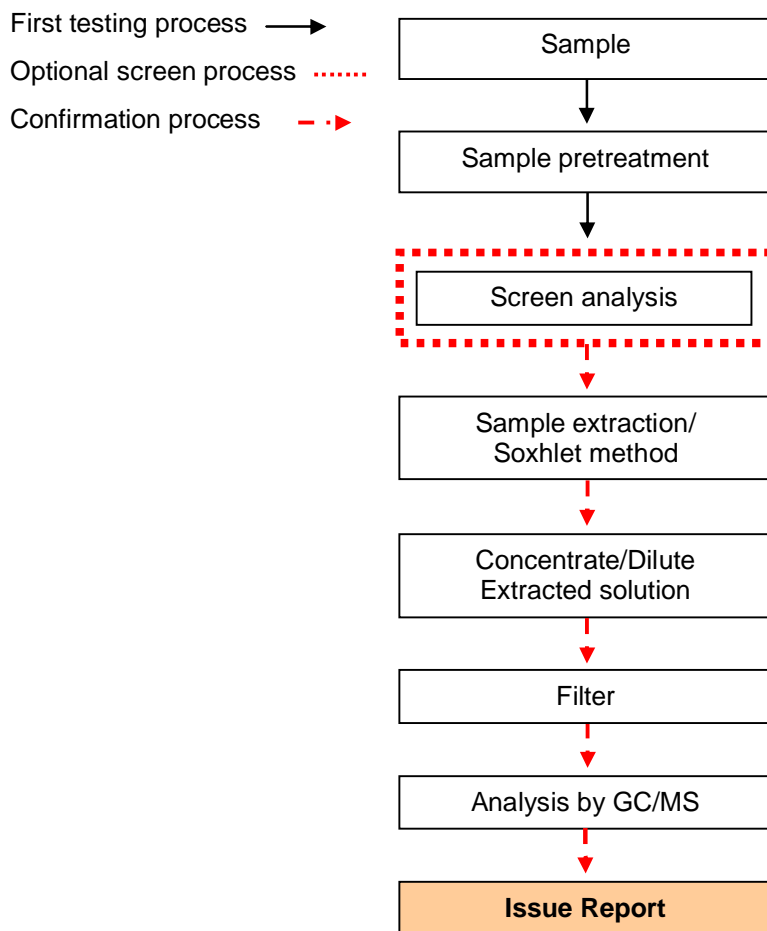 First testing process
Optional screen process
Confirmation process
Sample
Sample pretreatment
Screen analysis
Sample extraction/
Soxhlet method
Concentrate/Dilute
Extracted solution
Filter
Analysis by GC/MS
Issue Report